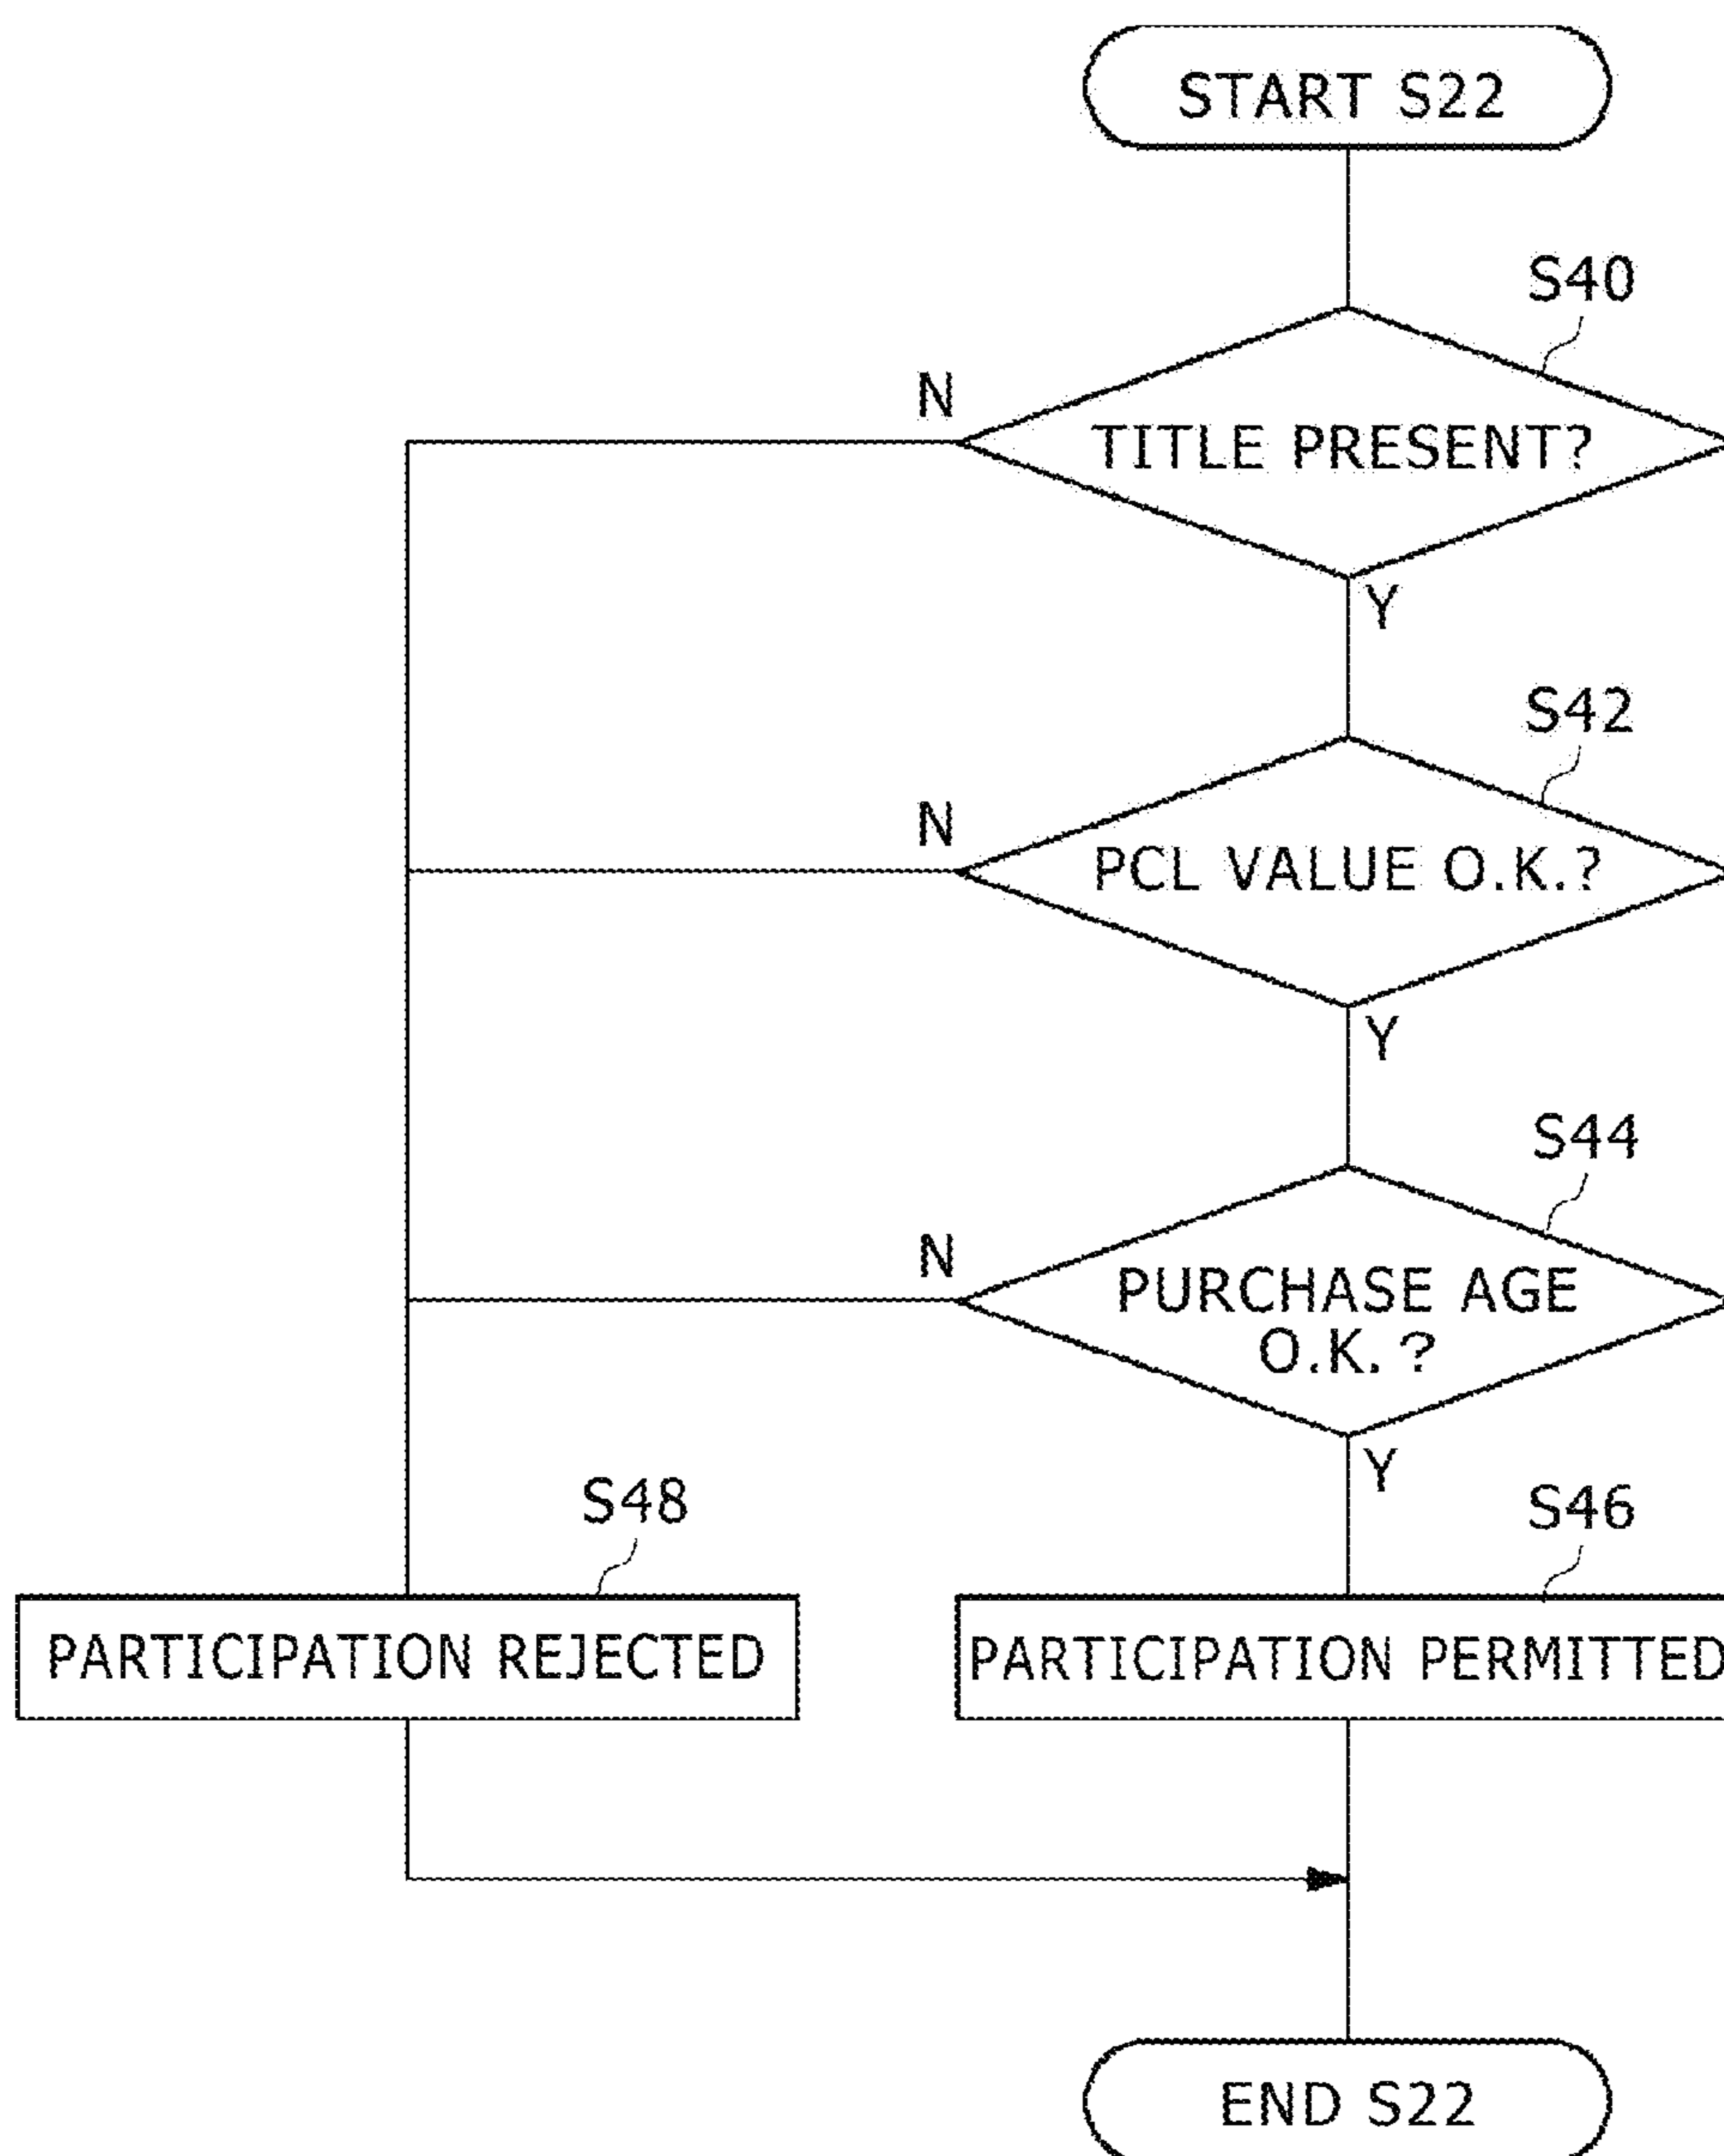 START S22
S40
N
TITLE PRESENT?
Y
S42
N
PCL VALUE O.K.?
Y
S44
N
PURCHASE AGE
O.K. ?
Y
S48
S46
PARTICIPATION REJECTED
PARTICIPATION PERMITTED
END S22